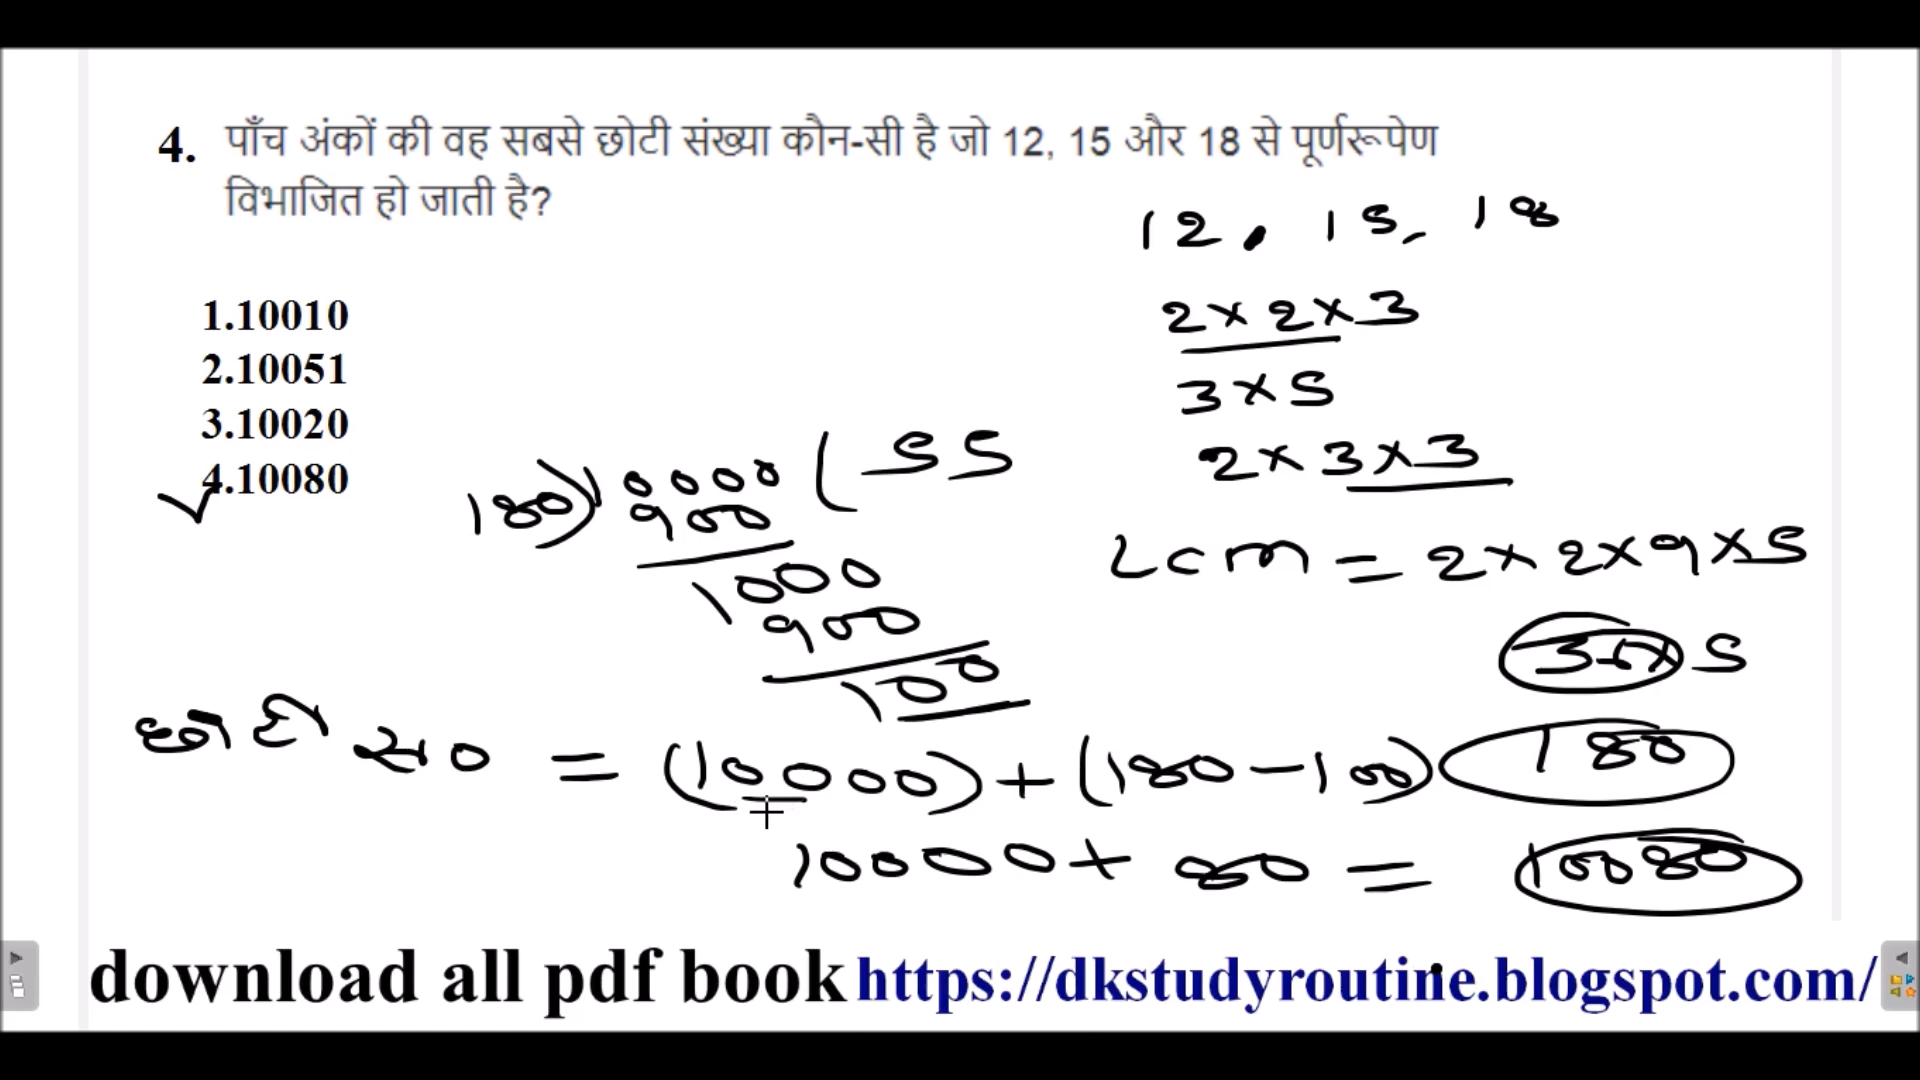 4. पाँच अंकों की वह सबसे छोटी संख्या कौन-सी है जो 12, 15 और 18 से पूर्णरूपेण
विभाजित हो जाती है?
12, 15, 18
1.10010
2×2×3
2.10051
3×5
3.10020
2×3×3
4.10080
180)10000(55
900
LCM = 2×2×9×5
1000
900
36×5
100
छोटी सं0 = (10000)+(180-100)
180
10000+ 80 = 10080
download all pdf book https://dkstudyroutine.blogspot.com/